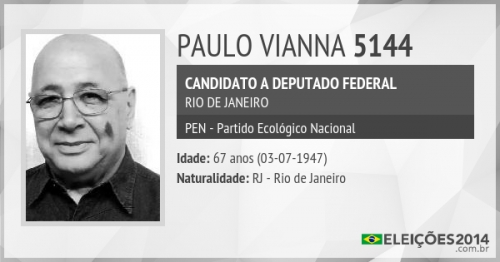 PAULO VIANNA 5144
CANDIDATO A DEPUTADO FEDERAL
RIO DE JANEIRO
PEN - Partido Ecológico Nacional
Idade: 67 anos (03-07-1947)
Naturalidade: RJ - Rio de Janeiro
ELEIÇÕES2014
.com.br